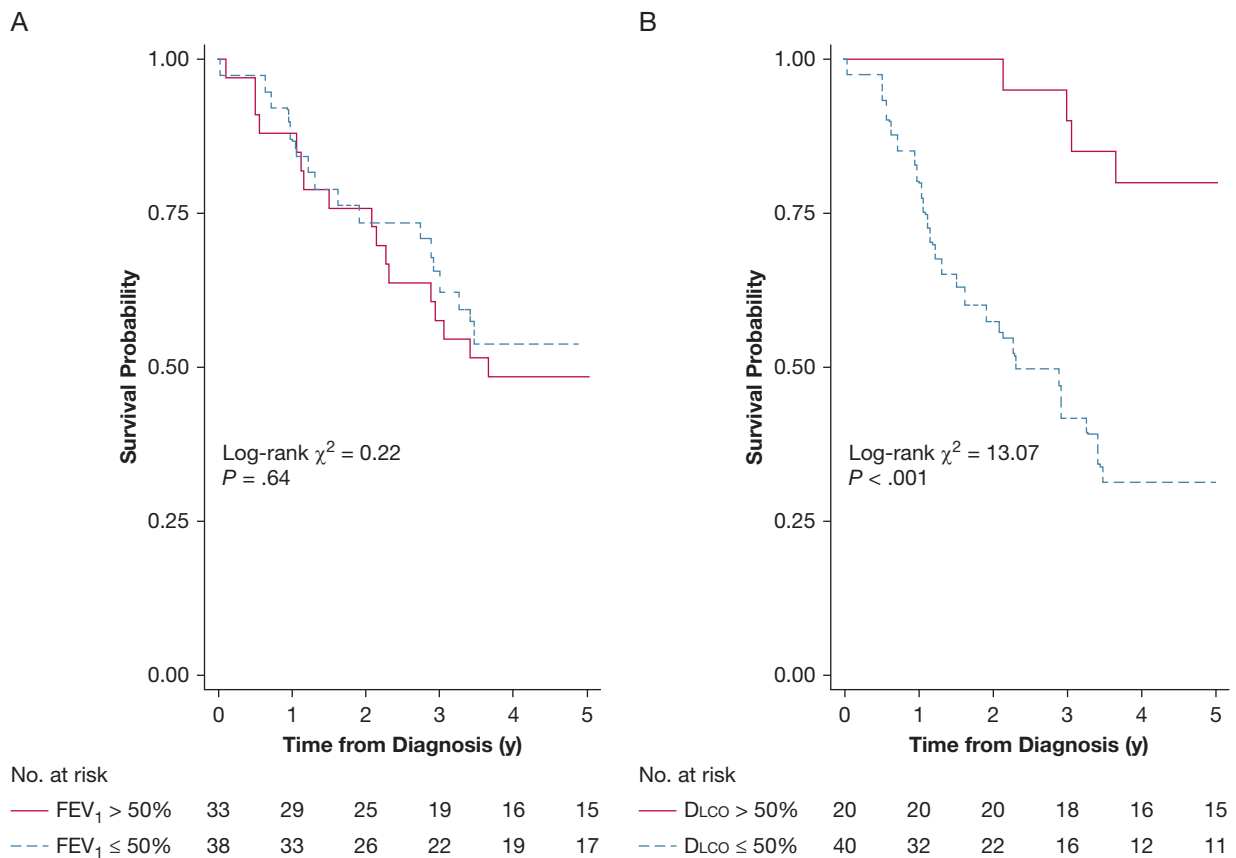 A
1.00
0.75
0.50
0.25
0.00
Survival Probability
Log-rank χ² = 0.22
P = .64
0 1 2 3 4 5
Time from Diagnosis (y)
No. at risk
FEV₁ > 50% 33 29 25 19 16 15
FEV₁ ≤ 50% 38 33 26 22 19 17
B
1.00
0.75
0.50
0.25
0.00
Survival Probability
Log-rank χ² = 13.07
P < .001
0 1 2 3 4 5
Time from Diagnosis (y)
No. at risk
DLCO > 50% 20 20 20 18 16 15
DLCO ≤ 50% 40 32 22 16 12 11